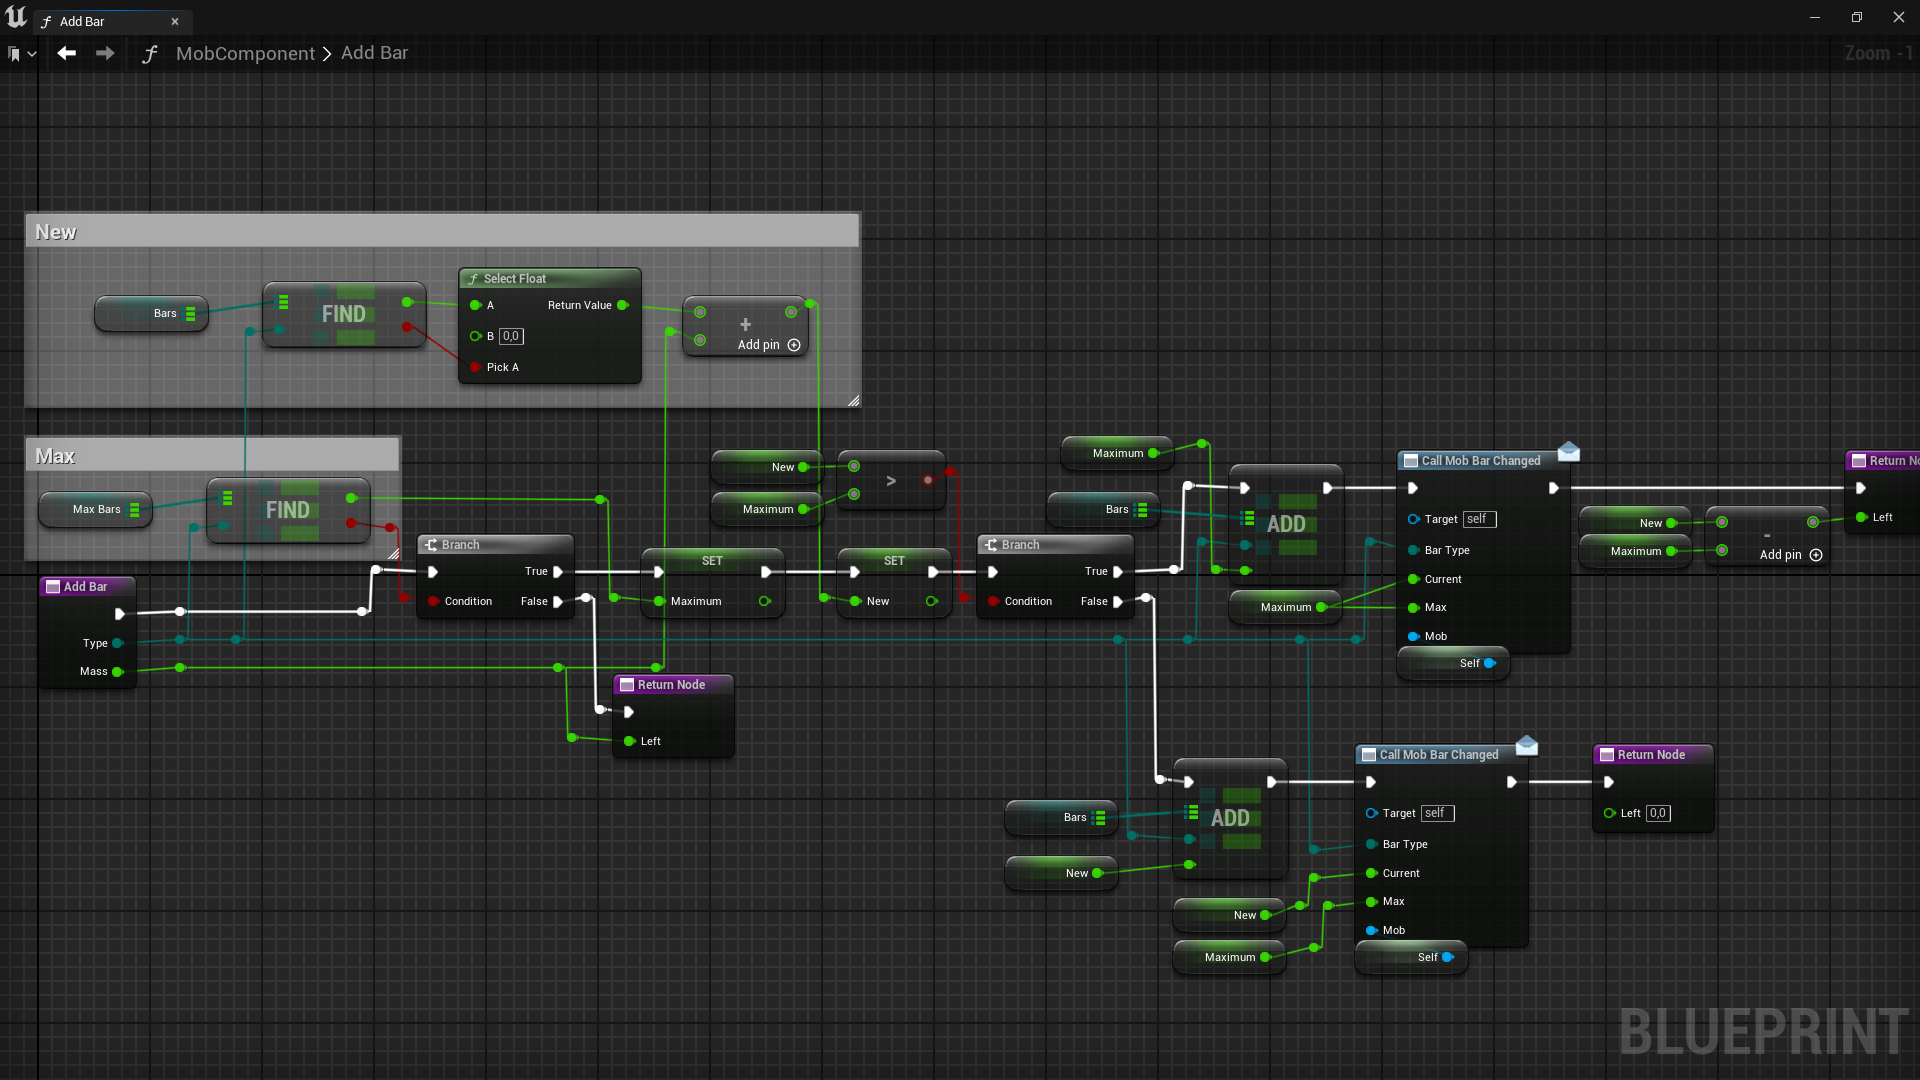 Add Bar
MobComponent > Add Bar
Zoom -1
New
Bars
FIND
Select Float
A
Return Value
B 0,0
Pick A
+
Add pin
Max
Max Bars
FIND
Branch
True
Condition
False
SET
Maximum
SET
New
New
Maximum
>
Branch
True
Condition
False
Maximum
Bars
ADD
Maximum
Call Mob Bar Changed
Target self
Bar Type
Current
Max
Mob
Self
New
Maximum
-
Add pin
Return No
Left
Add Bar
Type
Mass
Return Node
Left
Bars
New
ADD
New
Maximum
Call Mob Bar Changed
Target self
Bar Type
Current
Max
Mob
Self
Return Node
Left 0,0
BLUEPRINT